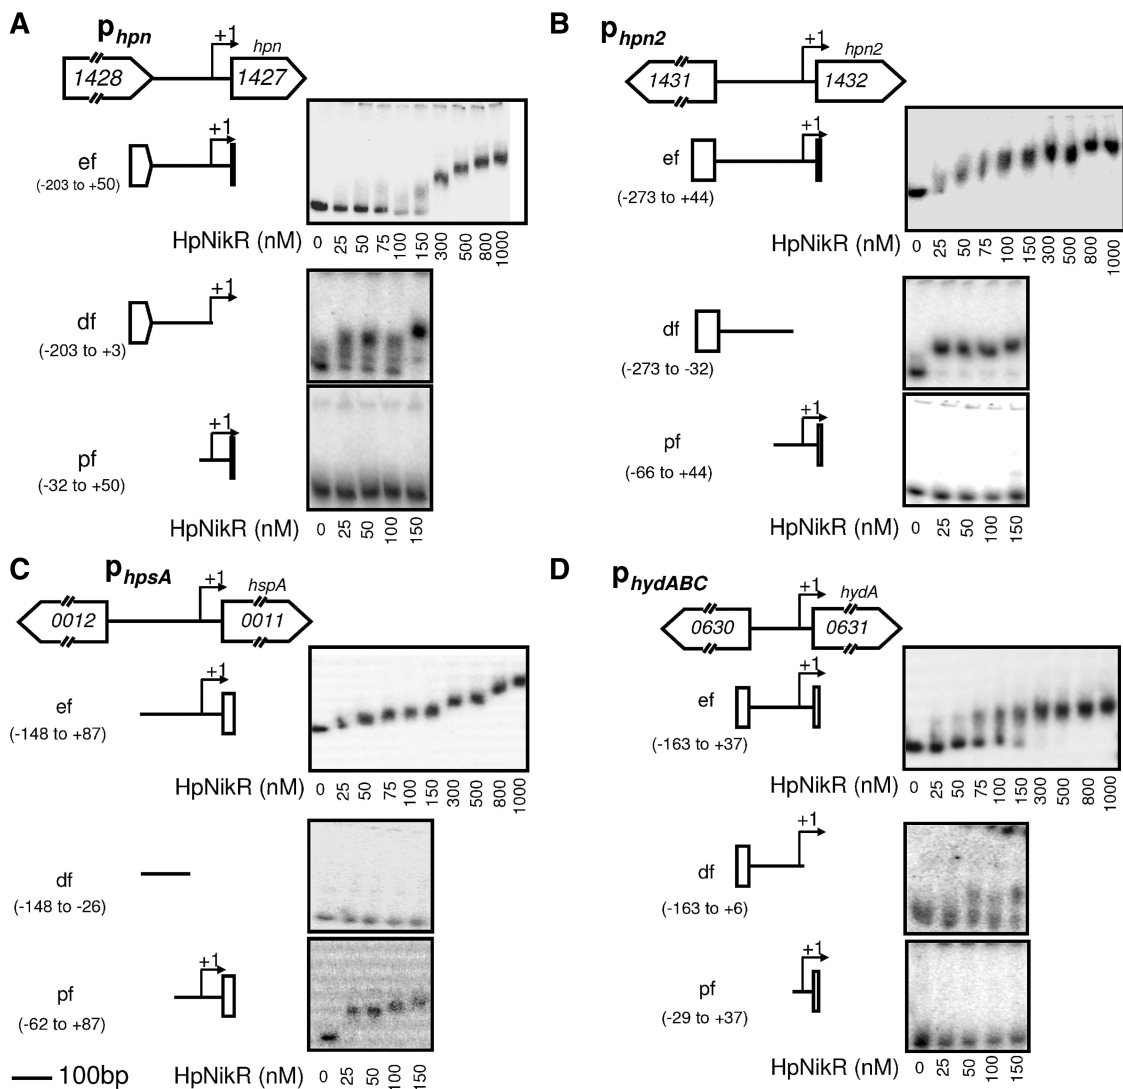 A
p hpn
+1
hpn
1428
1427
ef
+1
(-203 to +50)
HpNikR (nM)
0 25 50 75 100 150 300 500 800 1000
+1
df
(-203 to +3)
+1
pf
(-32 to +50)
HpNikR (nM)
0 25 50 100 150
B
p hpn2
+1
hpn2
1431
1432
+1
ef
(-273 to +44)
HpNikR (nM)
0 25 50 75 100 150 300 500 800 1000
df
(-273 to -32)
+1
pf
(-66 to +44)
HpNikR (nM)
0 25 50 100 150
C
p hpsA
+1
hspA
0012
0011
+1
ef
(-148 to +87)
HpNikR (nM)
0 25 50 75 100 150 300 500 800 1000
df
(-148 to -26)
+1
pf
(-62 to +87)
100bp
HpNikR (nM)
0 25 50 100 150
D
p hydABC
+1
hydA
0630
0631
+1
ef
(-163 to +37)
HpNikR (nM)
0 25 50 75 100 150 300 500 800 1000
+1
df
(-163 to +6)
+1
pf
(-29 to +37)
HpNikR (nM)
0 25 50 100 150